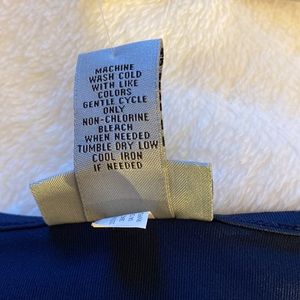 MACHINE
WASH COLD
WITH LIKE
COLORS
GENTLE CYCLE
ONLY
NON-CHLORINE
BLEACH
WHEN NEEDED
TUMBLE DRY LOW
COOL IRON
IF NEEDED